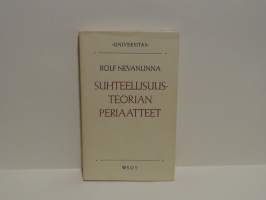 ·UNIVERSITAS·
ROLF NEVANLINNA
SUHTEELLISUUS-
TEORIAN
PERIAATTEET
WSOY